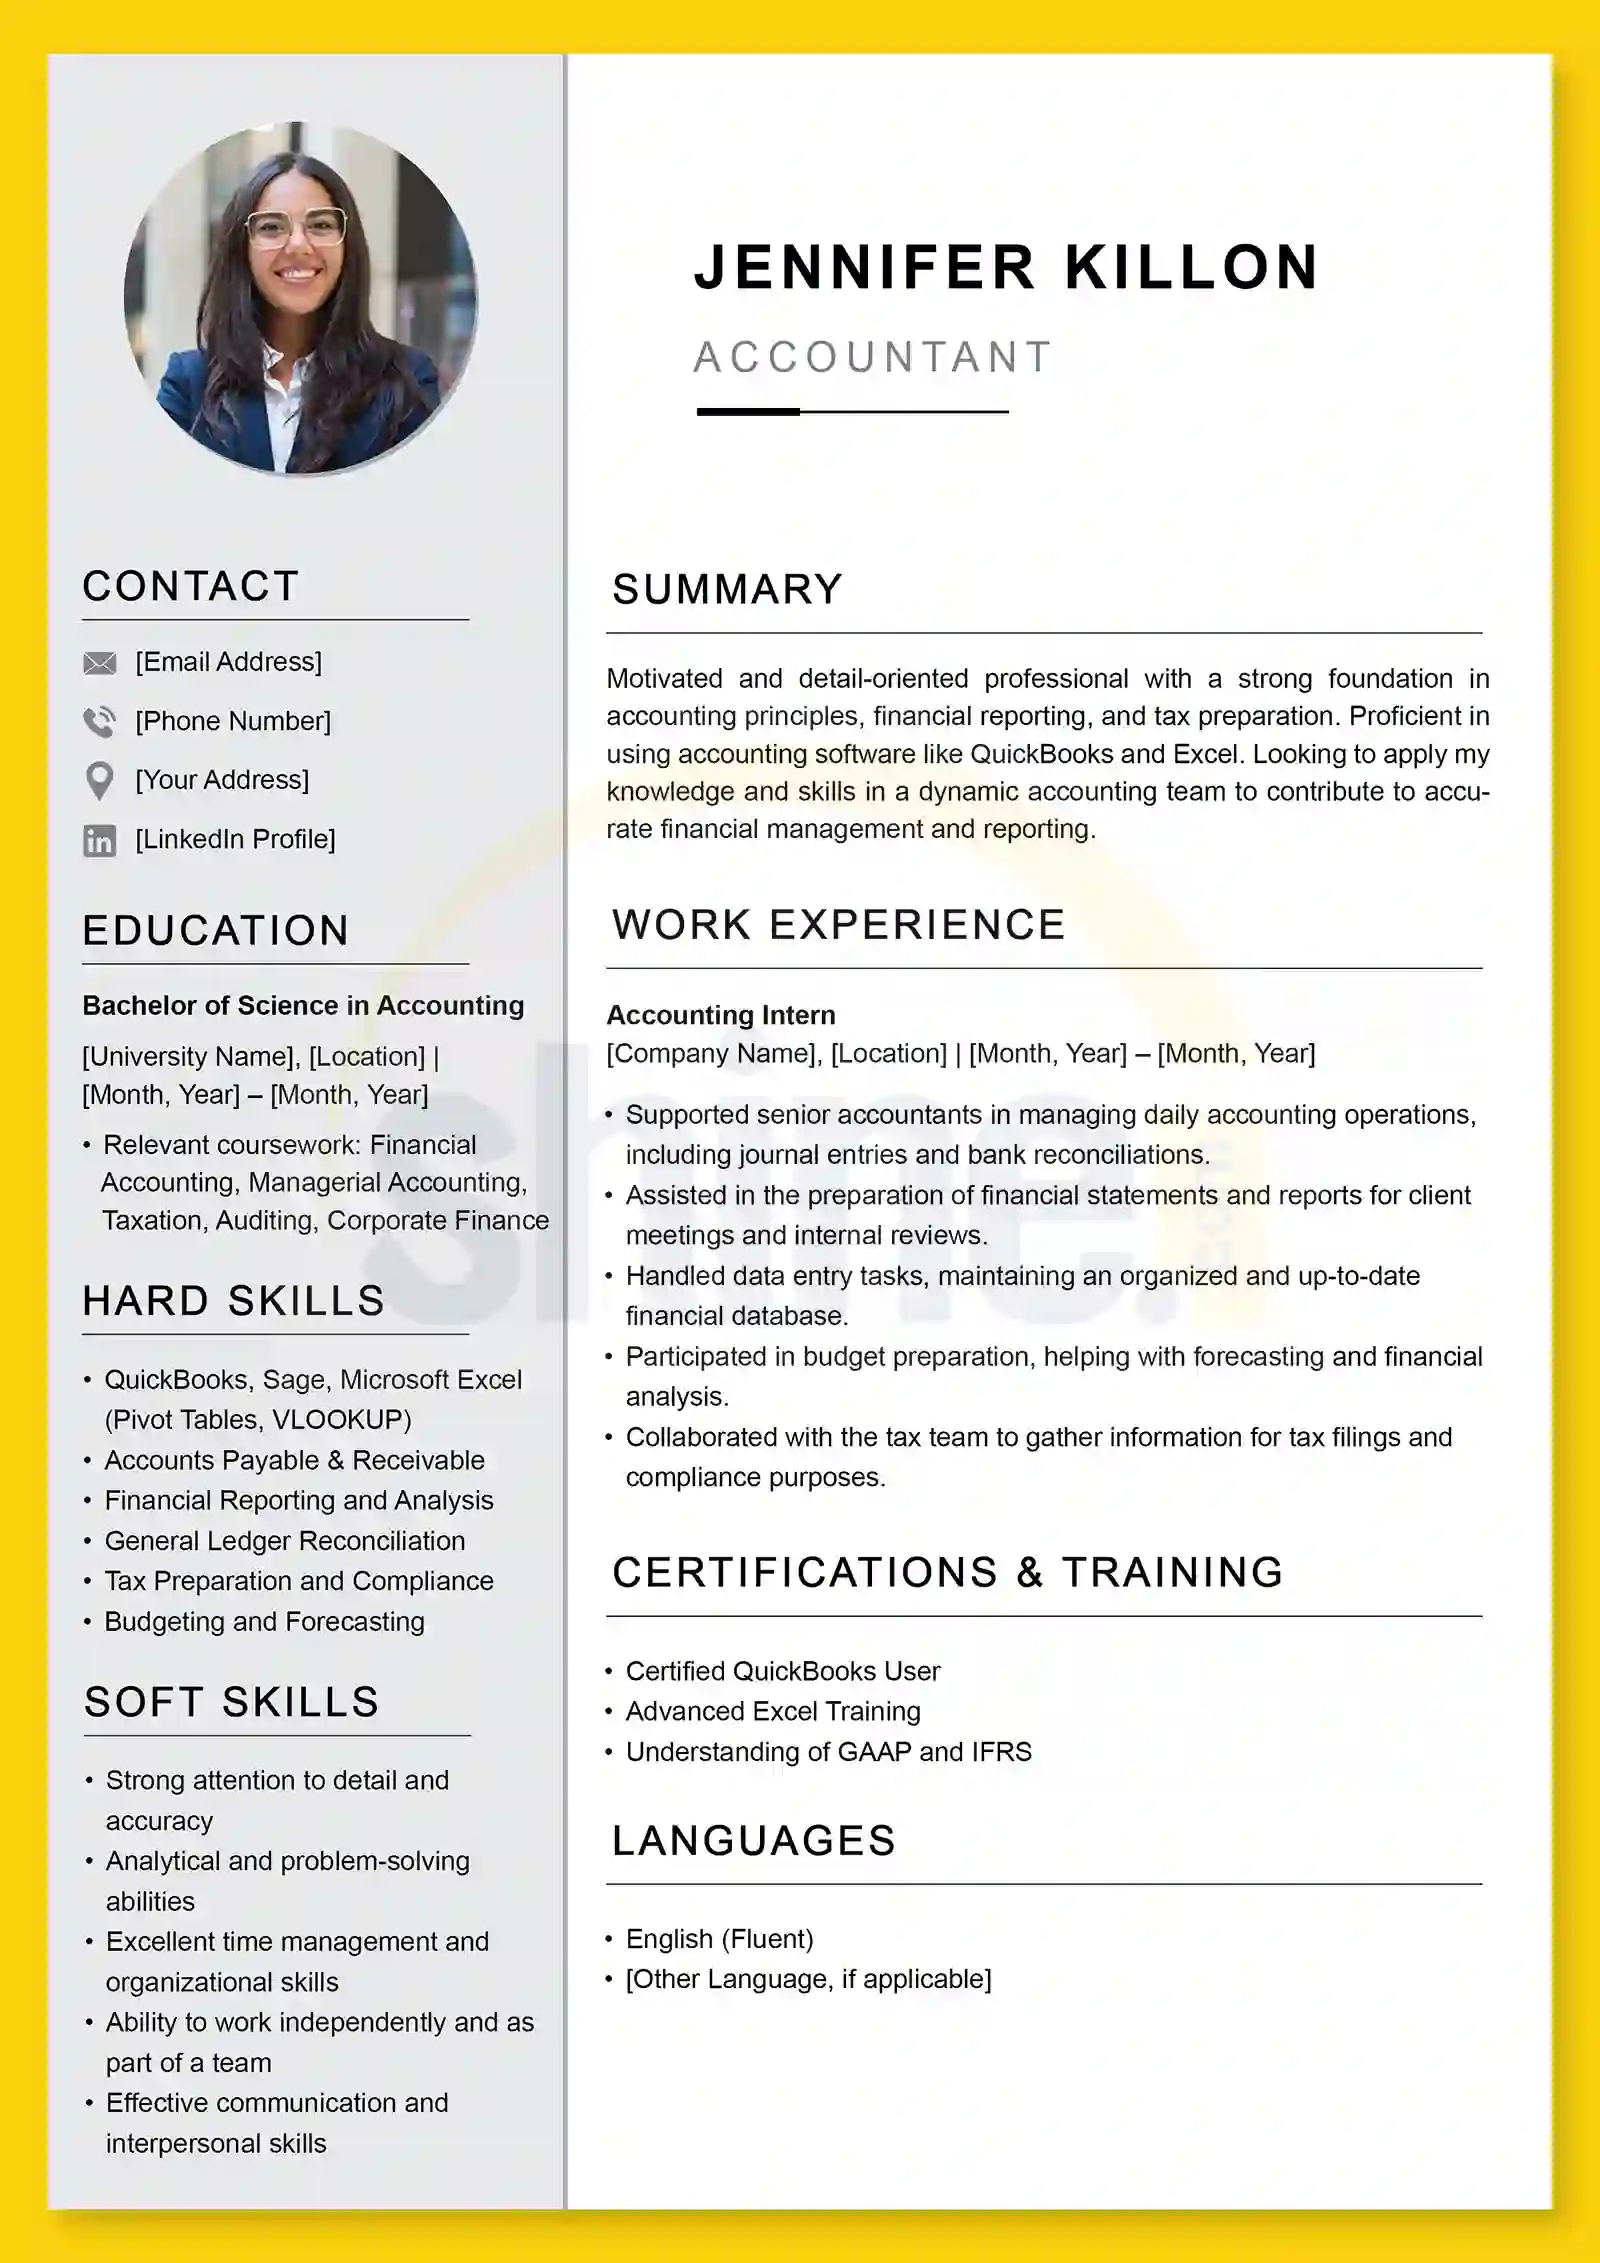 JENNIFER KILLON
ACCOUNTANT
CONTACT
[Email Address]
[Phone Number]
[Your Address]
in [LinkedIn Profile]
EDUCATION
Bachelor of Science in Accounting
[University Name], [Location] |
[Month, Year] – [Month, Year]
• Relevant coursework: Financial
Accounting, Managerial Accounting,
Taxation, Auditing, Corporate Finance
HARD SKILLS
• QuickBooks, Sage, Microsoft Excel
(Pivot Tables, VLOOKUP)
• Accounts Payable & Receivable
• Financial Reporting and Analysis
• General Ledger Reconciliation
• Tax Preparation and Compliance
• Budgeting and Forecasting
SOFT SKILLS
• Strong attention to detail and
accuracy
• Analytical and problem-solving
abilities
• Excellent time management and
organizational skills
• Ability to work independently and as
part of a team
• Effective communication and
interpersonal skills
SUMMARY
Motivated and detail-oriented professional with a strong foundation in
accounting principles, financial reporting, and tax preparation. Proficient in
using accounting software like QuickBooks and Excel. Looking to apply my
knowledge and skills in a dynamic accounting team to contribute to accu-
rate financial management and reporting.
WORK EXPERIENCE
Accounting Intern
[Company Name], [Location] | [Month, Year] – [Month, Year]
• Supported senior accountants in managing daily accounting operations,
including journal entries and bank reconciliations.
• Assisted in the preparation of financial statements and reports for client
meetings and internal reviews.
• Handled data entry tasks, maintaining an organized and up-to-date
financial database.
• Participated in budget preparation, helping with forecasting and financial
analysis.
• Collaborated with the tax team to gather information for tax filings and
compliance purposes.
CERTIFICATIONS & TRAINING
• Certified QuickBooks User
• Advanced Excel Training
• Understanding of GAAP and IFRS
LANGUAGES
• English (Fluent)
• [Other Language, if applicable]
shine.com